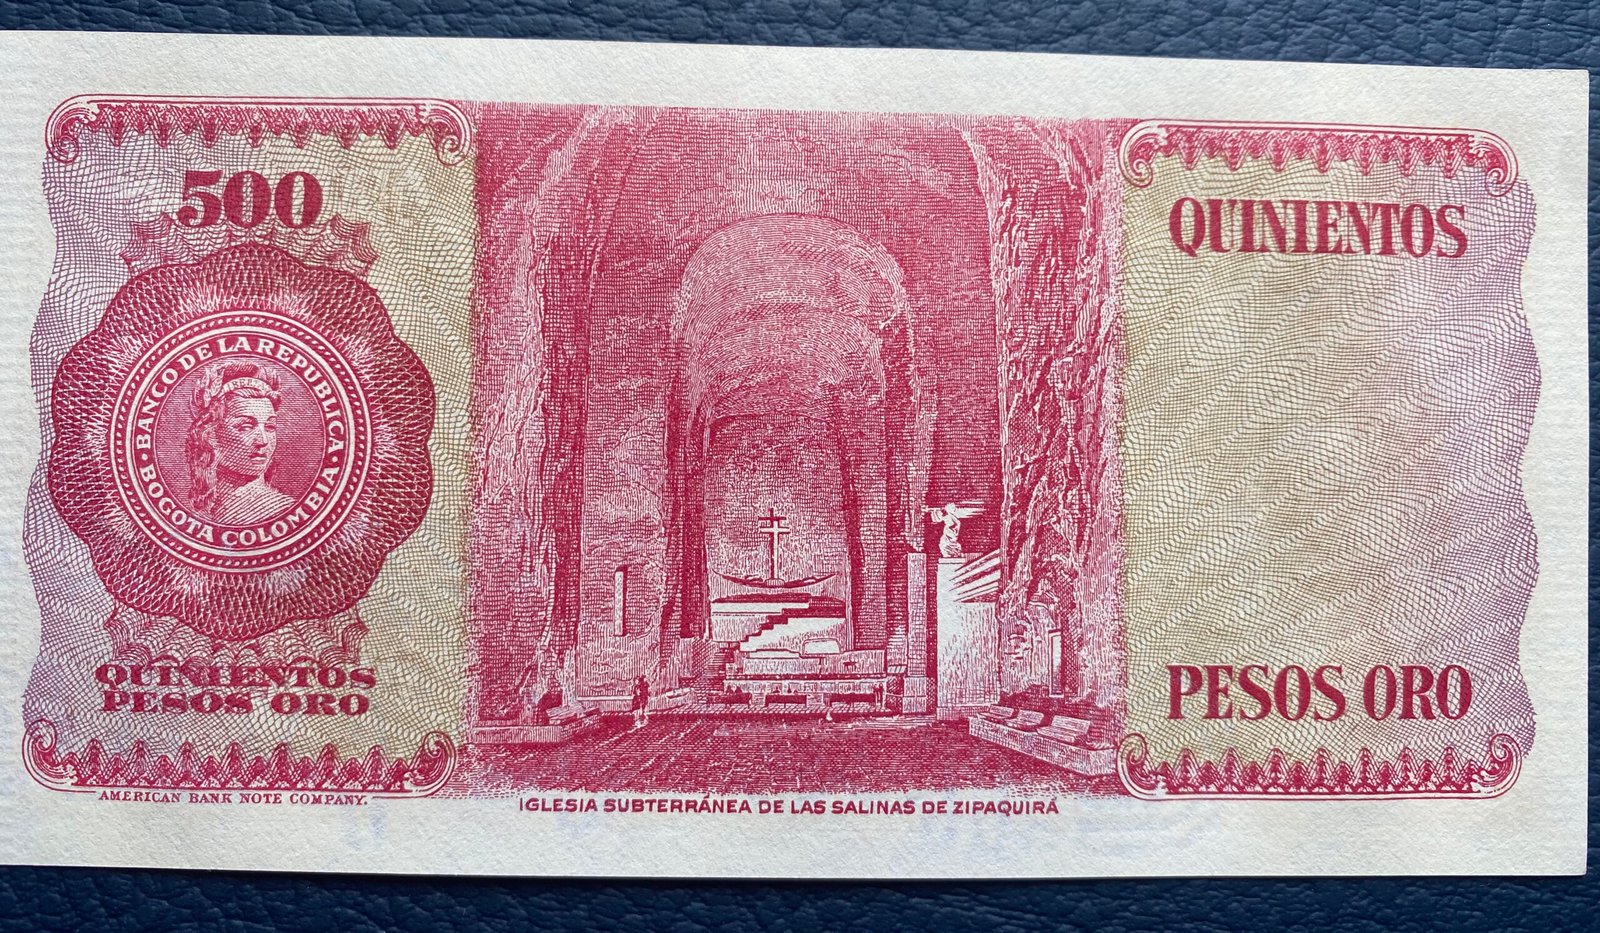 500
BANCO DE LA REPUBLICA
BOGOTA COLOMBIA
QUINIENTOS
PESOS ORO
AMERICAN BANK NOTE COMPANY.
IGLESIA SUBTERRÁNEA DE LAS SALINAS DE ZIPAQUIRÁ
QUINIENTOS
PESOS ORO